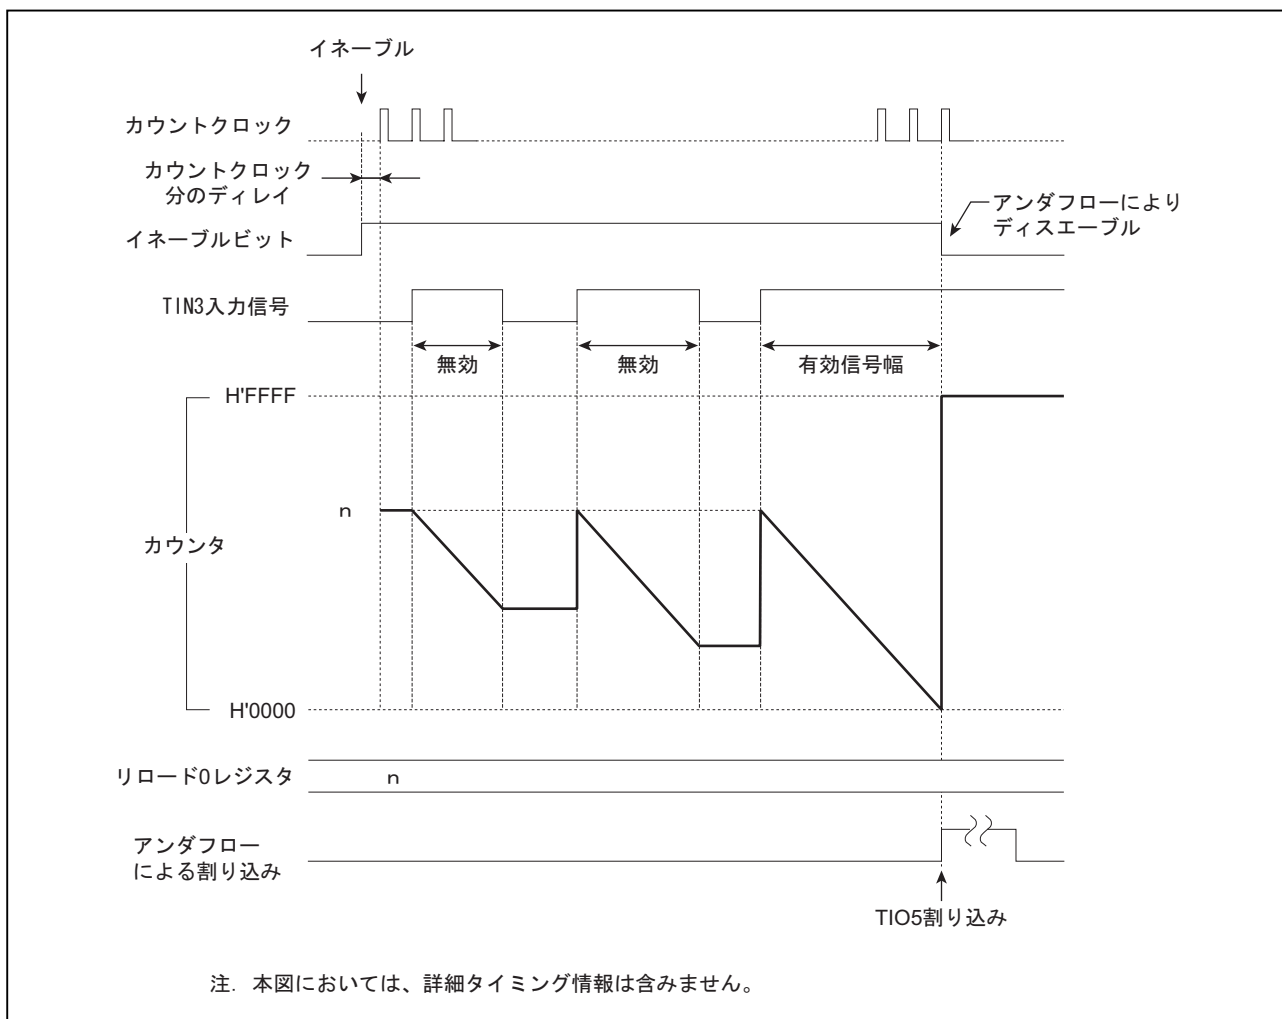 イネーブル
カウントクロック
カウントクロック
分のディレイ
アンダフローにより
ディスエーブル
イネーブルビット
TIN3入力信号
無効
無効
有効信号幅
H'FFFF
n
カウンタ
H'0000
リロード0レジスタ
n
アンダフロー
による割り込み
TIO5割り込み
注. 本図においては、詳細タイミング情報は含みません。